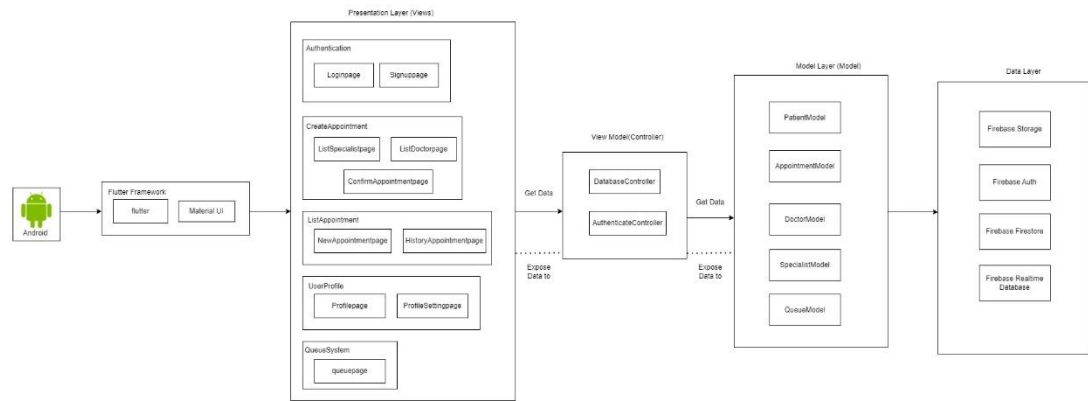 Presentation Layer (Views)
Authentication
Loginpage
Signuppage
CreateAppointment
ListSpecialistpage
ListDoctorpage
ConfirmAppointmentpage
ListAppointment
NewAppointmentpage
HistoryAppointmentpage
UserProfile
Profilepage
ProfileSettingpage
QueueSystem
queuepage
Android
Flutter Framework
flutter
Material UI
Get Data
Expose
Data to
View Model(Controller)
DatabaseController
AuthenticateController
Get Data
Expose
Data to
Model Layer (Model)
PatientModel
AppointmentModel
DoctorModel
SpecialistModel
QueueModel
Data Layer
Firebase Storage
Firebase Auth
Firebase Firestore
Firebase Realtime
Database